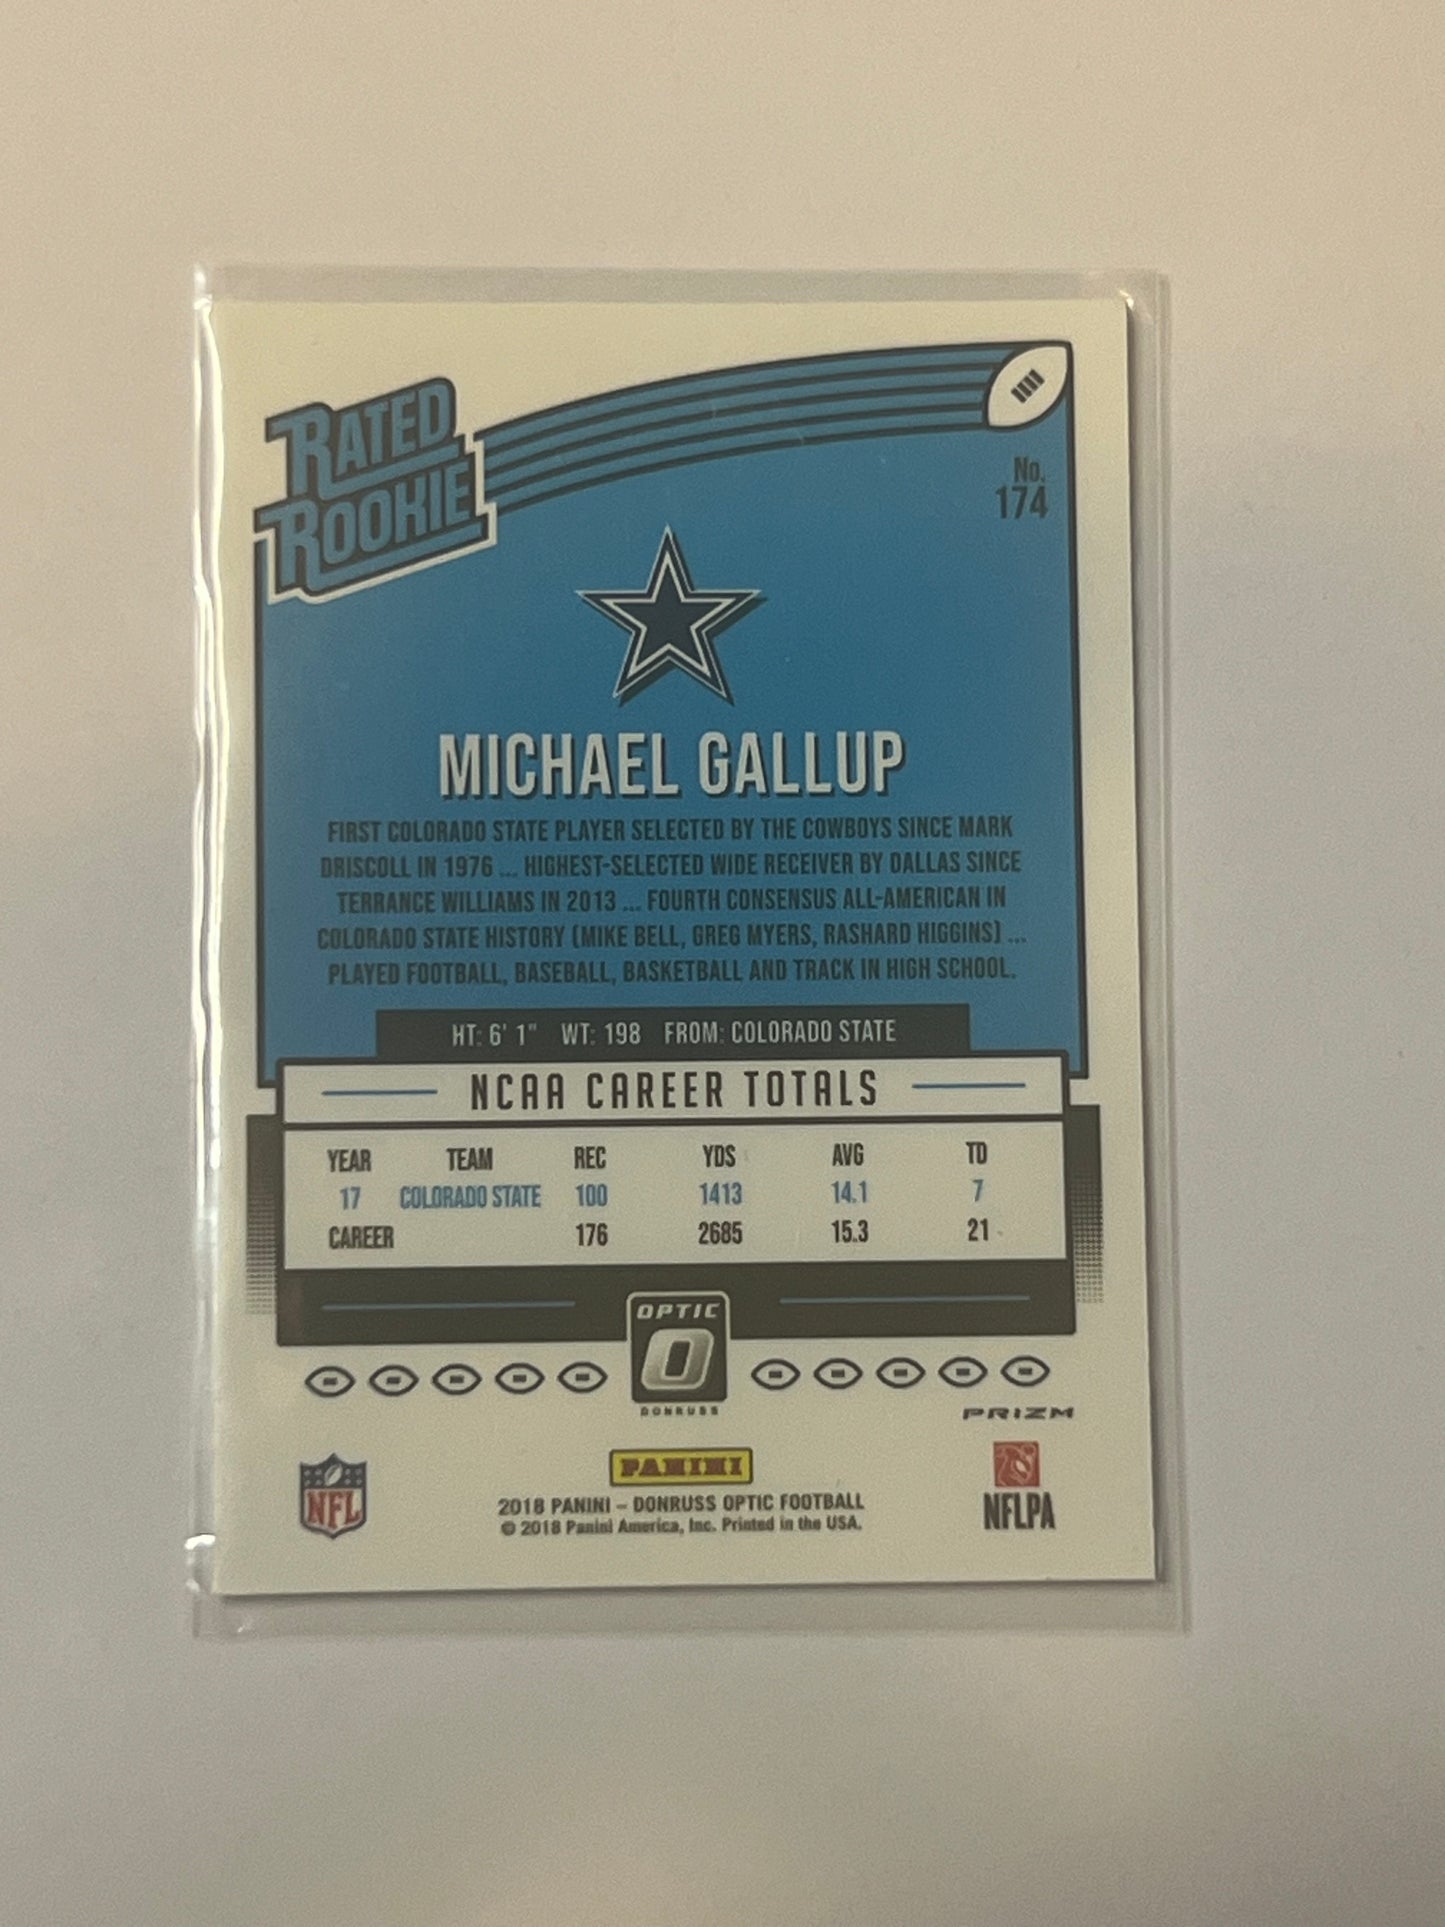 RATED
ROOKIE
No.
174
MICHAEL GALLUP
FIRST COLORADO STATE PLAYER SELECTED BY THE COWBOYS SINCE MARK
DRISCOLL IN 1976 ... HIGHEST-SELECTED WIDE RECEIVER BY DALLAS SINCE
TERRANCE WILLIAMS IN 2013 ... FOURTH CONSENSUS ALL-AMERICAN IN
COLORADO STATE HISTORY (MIKE BELL, GREG MYERS, RASHARD HIGGINS) ...
PLAYED FOOTBALL, BASEBALL, BASKETBALL AND TRACK IN HIGH SCHOOL.
HT: 6' 1" WT: 198 FROM: COLORADO STATE
NCAA CAREER TOTALS
YEAR TEAM REC YDS AVG TD
17 COLORADO STATE 100 1413 14.1 7
CAREER 176 2685 15.3 21
OPTIC
O
DONRUSS
PRIZM
NFL
PANINI
2018 PANINI – DONRUSS OPTIC FOOTBALL
© 2018 Panini America, Inc. Printed in the USA.
NFLPA